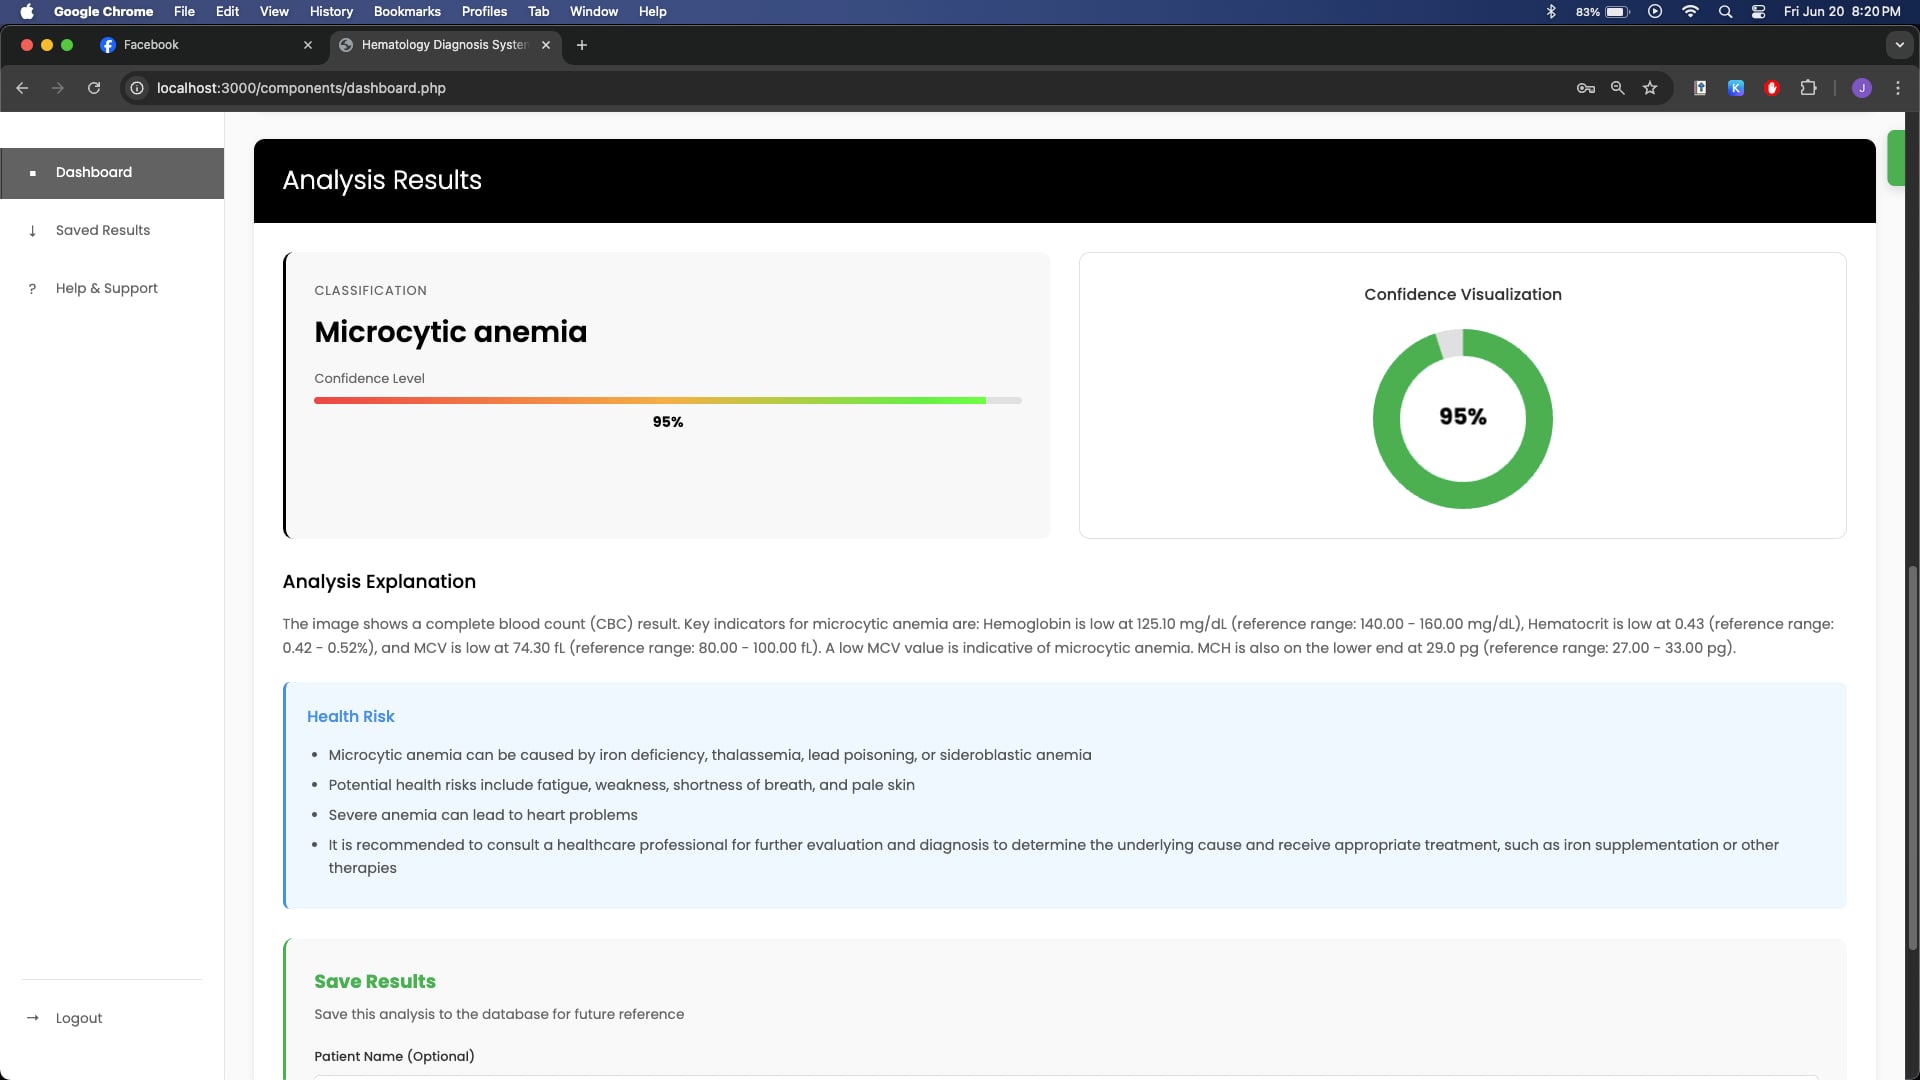 Google Chrome File Edit View History Bookmarks Profiles Tab Window Help 83% Fri Jun 20 8:20 PM
Facebook Hematology Diagnosis System
localhost:3000/components/dashboard.php K J
Dashboard
Saved Results
? Help & Support
Logout
Analysis Results
CLASSIFICATION
Microcytic anemia
Confidence Level
95%
Confidence Visualization
95%
Analysis Explanation
The image shows a complete blood count (CBC) result. Key indicators for microcytic anemia are: Hemoglobin is low at 125.10 mg/dL (reference range: 140.00 - 160.00 mg/dL), Hematocrit is low at 0.43 (reference range:
0.42 - 0.52%), and MCV is low at 74.30 fL (reference range: 80.00 - 100.00 fL). A low MCV value is indicative of microcytic anemia. MCH is also on the lower end at 29.0 pg (reference range: 27.00 - 33.00 pg).
Health Risk
• Microcytic anemia can be caused by iron deficiency, thalassemia, lead poisoning, or sideroblastic anemia
• Potential health risks include fatigue, weakness, shortness of breath, and pale skin
• Severe anemia can lead to heart problems
• It is recommended to consult a healthcare professional for further evaluation and diagnosis to determine the underlying cause and receive appropriate treatment, such as iron supplementation or other
therapies
Save Results
Save this analysis to the database for future reference
Patient Name (Optional)